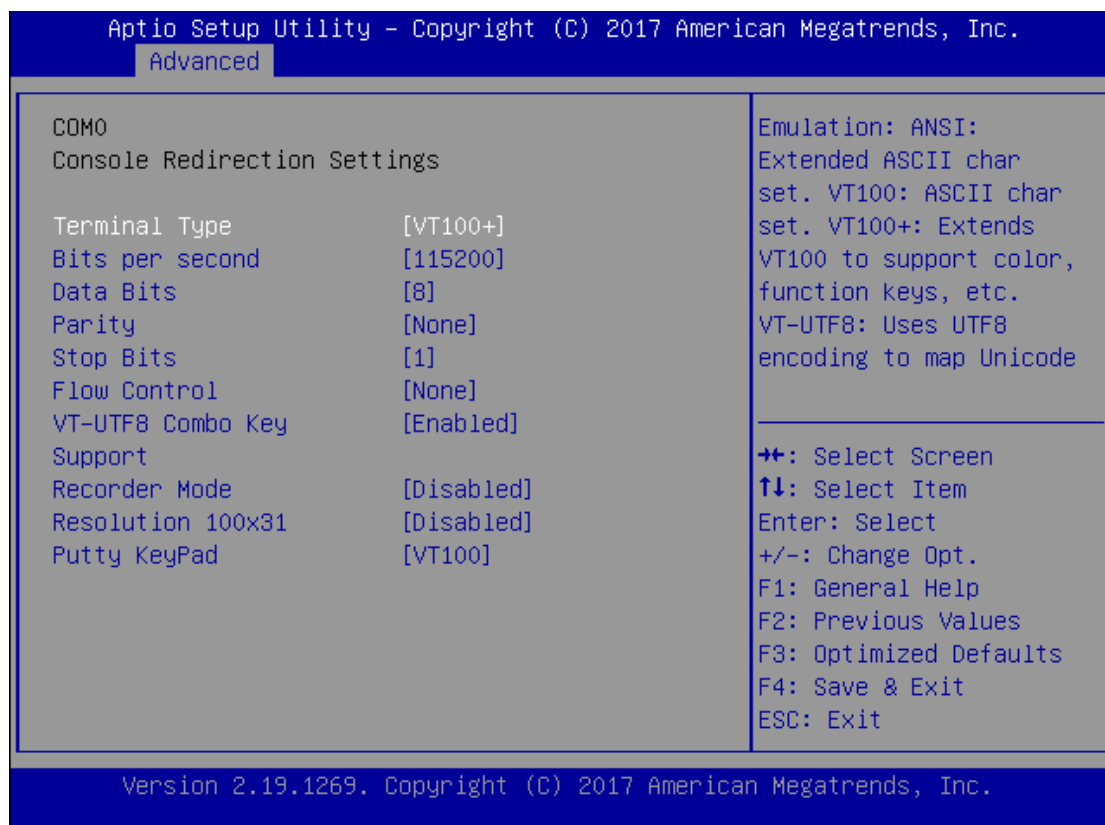 Aptio Setup Utility – Copyright (C) 2017 American Megatrends, Inc.
Advanced
COM0
Console Redirection Settings
Terminal Type [VT100+]
Bits per second [115200]
Data Bits [8]
Parity [None]
Stop Bits [1]
Flow Control [None]
VT-UTF8 Combo Key [Enabled]
Support
Recorder Mode [Disabled]
Resolution 100x31 [Disabled]
Putty KeyPad [VT100]
Emulation: ANSI:
Extended ASCII char
set. VT100: ASCII char
set. VT100+: Extends
VT100 to support color,
function keys, etc.
VT-UTF8: Uses UTF8
encoding to map Unicode
→←: Select Screen
↑↓: Select Item
Enter: Select
+/-: Change Opt.
F1: General Help
F2: Previous Values
F3: Optimized Defaults
F4: Save & Exit
ESC: Exit
Version 2.19.1269. Copyright (C) 2017 American Megatrends, Inc.